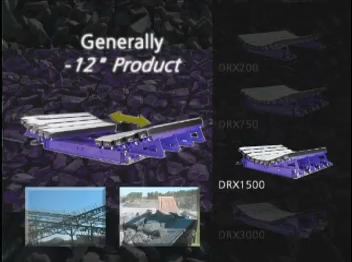 Generally
-12" Product
DRX200
DRX750
DRX1500
DRX3000